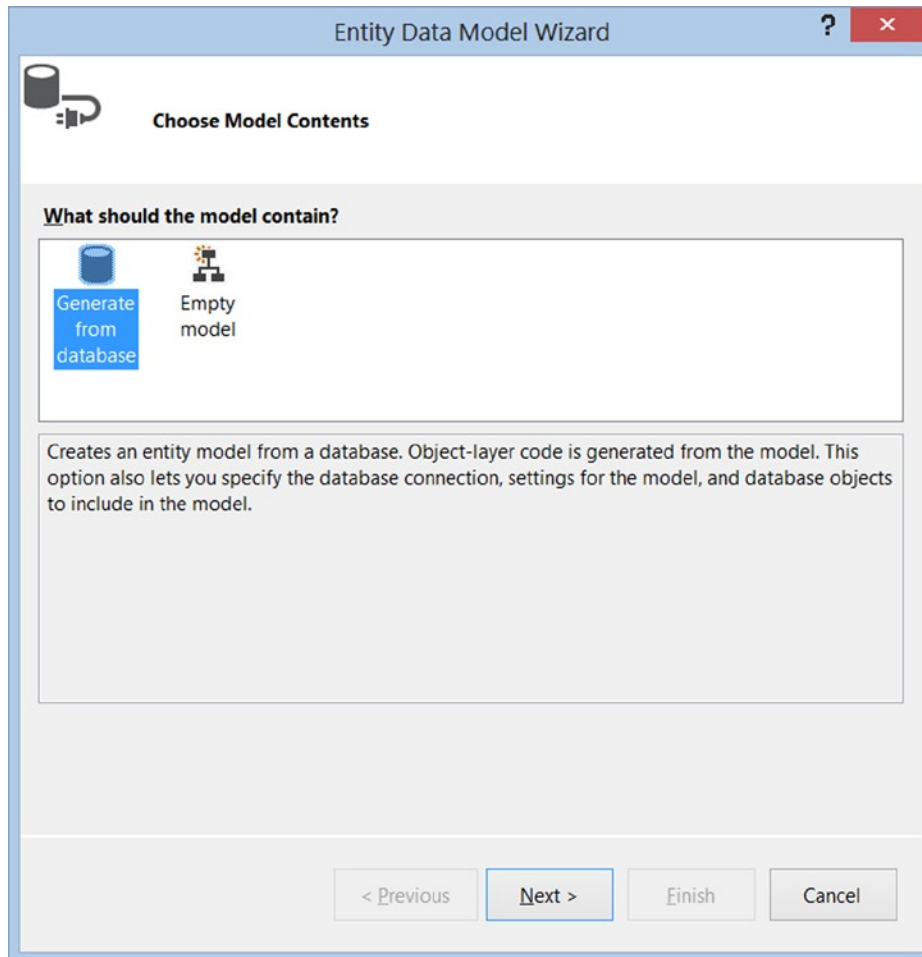 Entity Data Model Wizard
?
Choose Model Contents
What should the model contain?
Generate
from
database
Empty
model
Creates an entity model from a database. Object-layer code is generated from the model. This
option also lets you specify the database connection, settings for the model, and database objects
to include in the model.
< Previous
Next >
Finish
Cancel